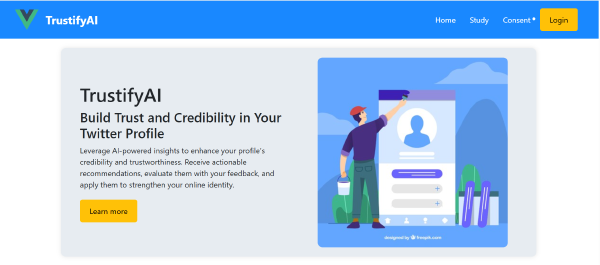 TrustifyAI
Home Study Consent * Login
TrustifyAI
Build Trust and Credibility in Your
Twitter Profile
Leverage AI-powered insights to enhance your profile's
credibility and trustworthiness. Receive actionable
recommendations, evaluate them with your feedback, and
apply them to strengthen your online identity.
Learn more
designed by freepik.com